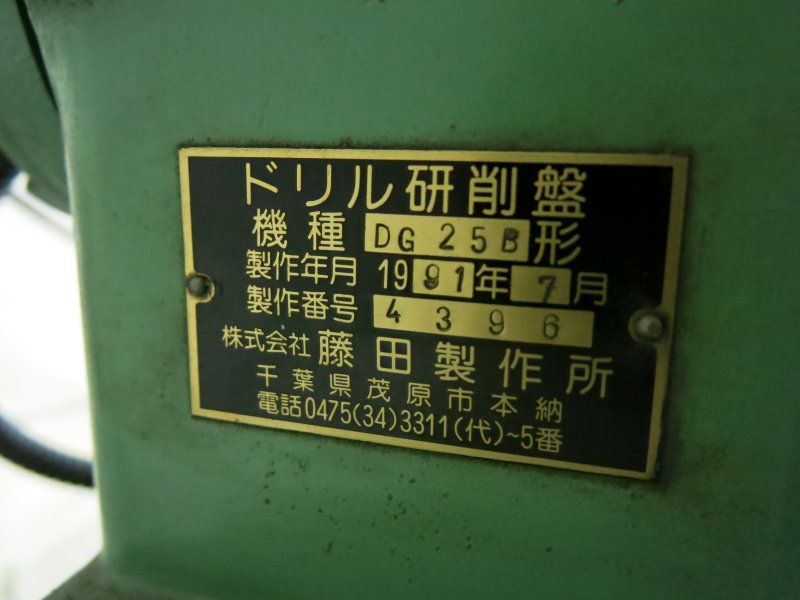 ドリル研削盤
機種 DG 25B 形
製作年月 1991年7月
製作番号 4396
株式会社 藤田製作所
千葉県茂原市本納
電話0475(34)3311(代)~5番